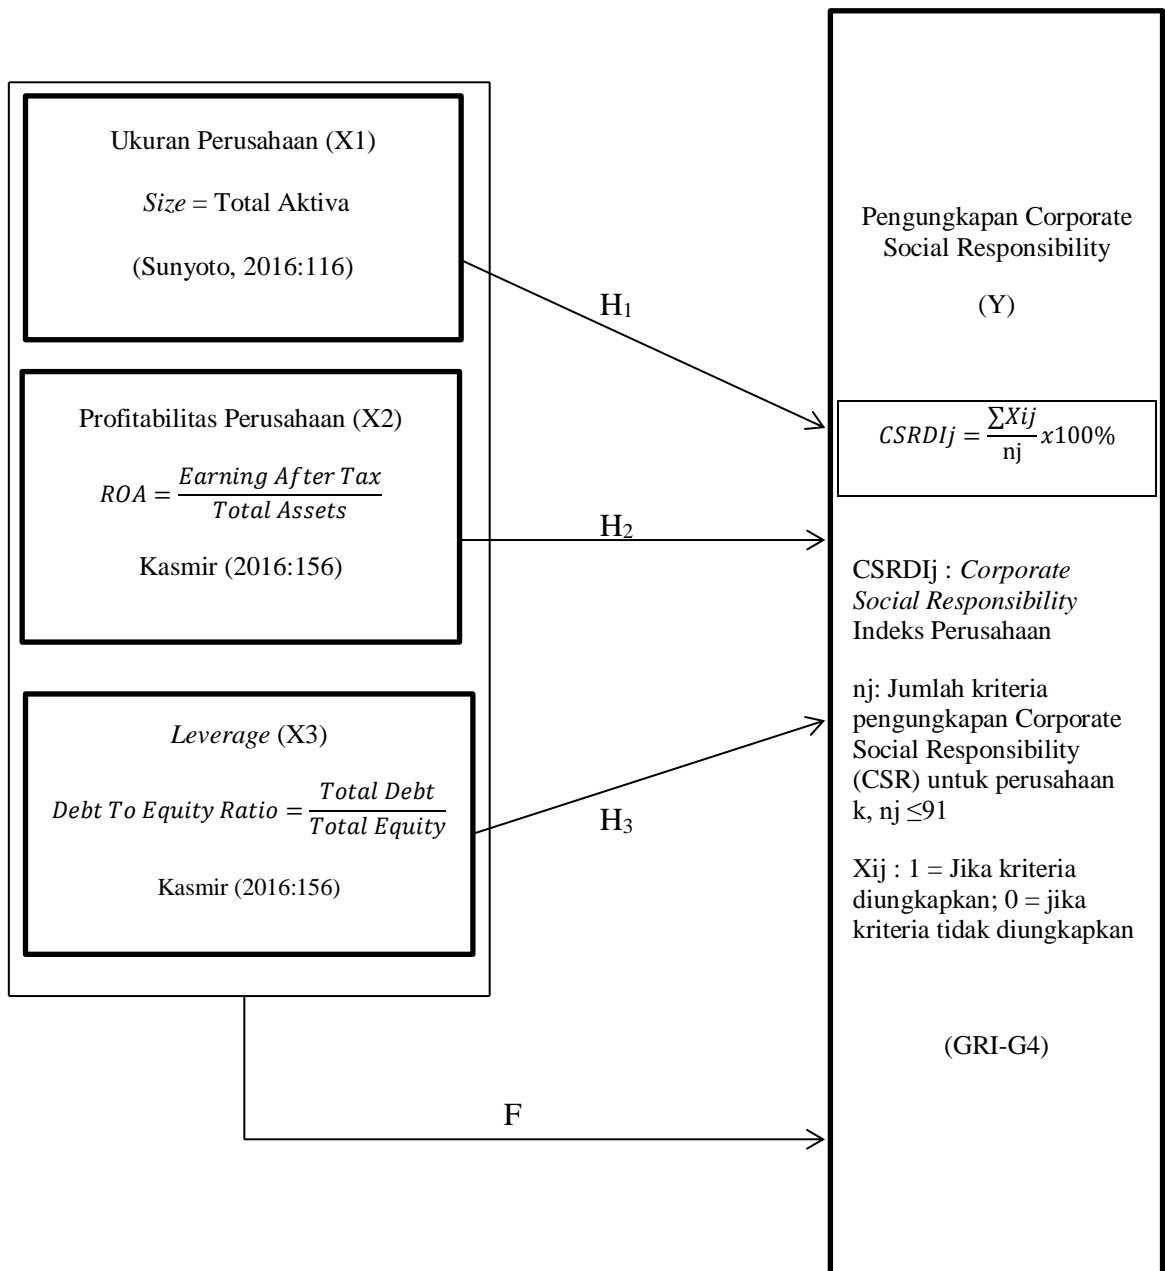 Ukuran Perusahaan (X1)
Size = Total Aktiva
(Sunyoto, 2016:116)
Profitabilitas Perusahaan (X2)
ROA = Earning After Tax / Total Assets
Kasmir (2016:156)
Leverage (X3)
Debt To Equity Ratio = Total Debt / Total Equity
Kasmir (2016:156)
H₁
H₂
H₃
F
Pengungkapan Corporate
Social Responsibility
(Y)
CSRDIj = ∑Xij / nj x100%
CSRDIj : Corporate
Social Responsibility
Indeks Perusahaan
nj: Jumlah kriteria
pengungkapan Corporate
Social Responsibility
(CSR) untuk perusahaan
k, nj ≤91
Xij : 1 = Jika kriteria
diungkapkan; 0 = jika
kriteria tidak diungkapkan
(GRI-G4)